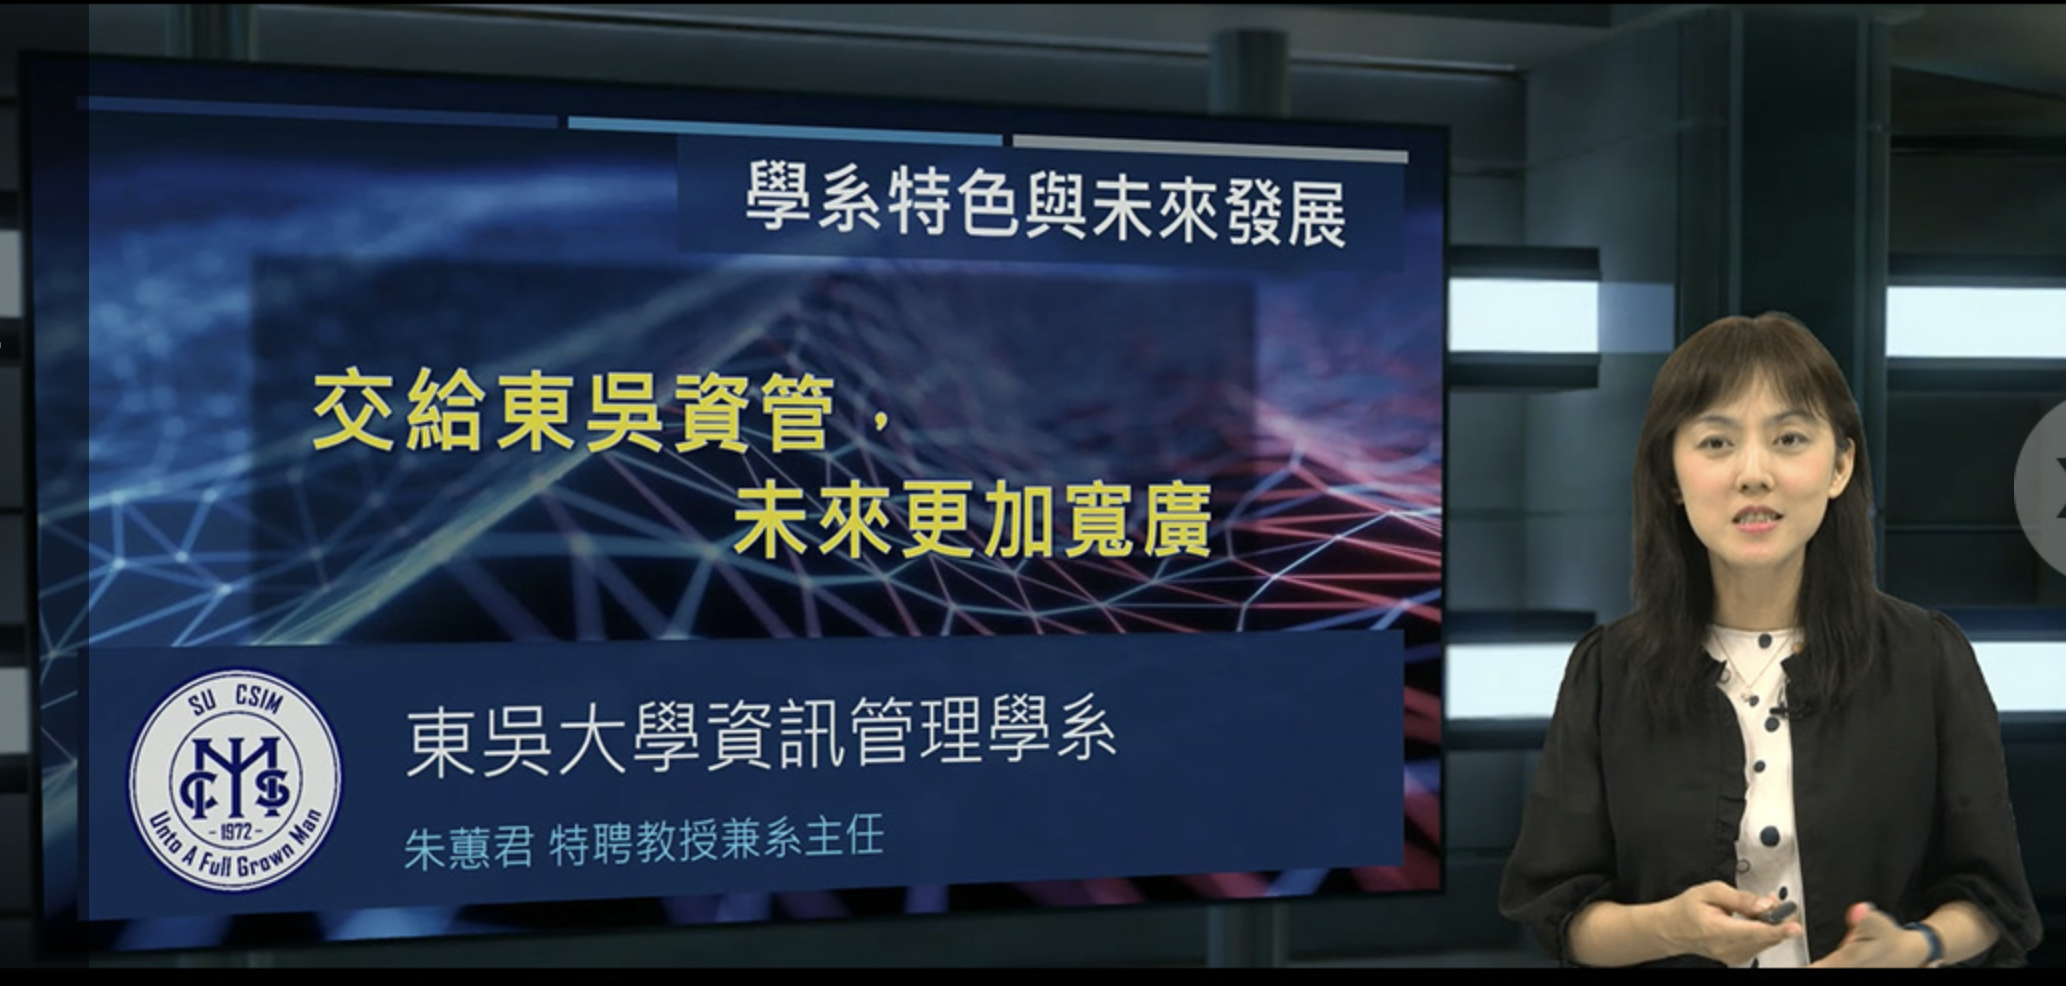 學系特色與未來發展
交給東吳資管，
未來更加寬廣
SU CSIM
CSIM
-1972-
Unto A Full Grown Man
東吳大學資訊管理學系
朱蕙君 特聘教授兼系主任